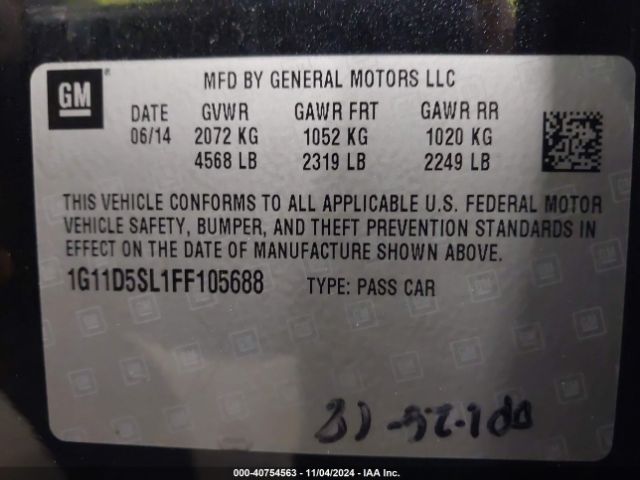 GM ®
MFD BY GENERAL MOTORS LLC
DATE GVWR GAWR FRT GAWR RR
06/14 2072 KG 1052 KG 1020 KG
4568 LB 2319 LB 2249 LB
THIS VEHICLE CONFORMS TO ALL APPLICABLE U.S. FEDERAL MOTOR
VEHICLE SAFETY, BUMPER, AND THEFT PREVENTION STANDARDS IN
EFFECT ON THE DATE OF MANUFACTURE SHOWN ABOVE.
1G11D5SL1FF105688 TYPE: PASS CAR
000-40754563 - 11/04/2024 - IAA Inc.